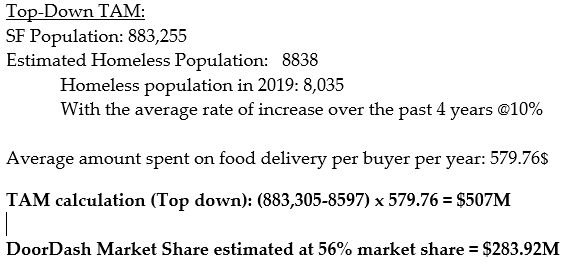 Top-Down TAM:
SF Population: 883,255
Estimated Homeless Population: 8838
Homeless population in 2019: 8,035
With the average rate of increase over the past 4 years @10%
Average amount spent on food delivery per buyer per year: 579.76$
TAM calculation (Top down): (883,305-8597) x 579.76 = $507M
DoorDash Market Share estimated at 56% market share = $283.92M